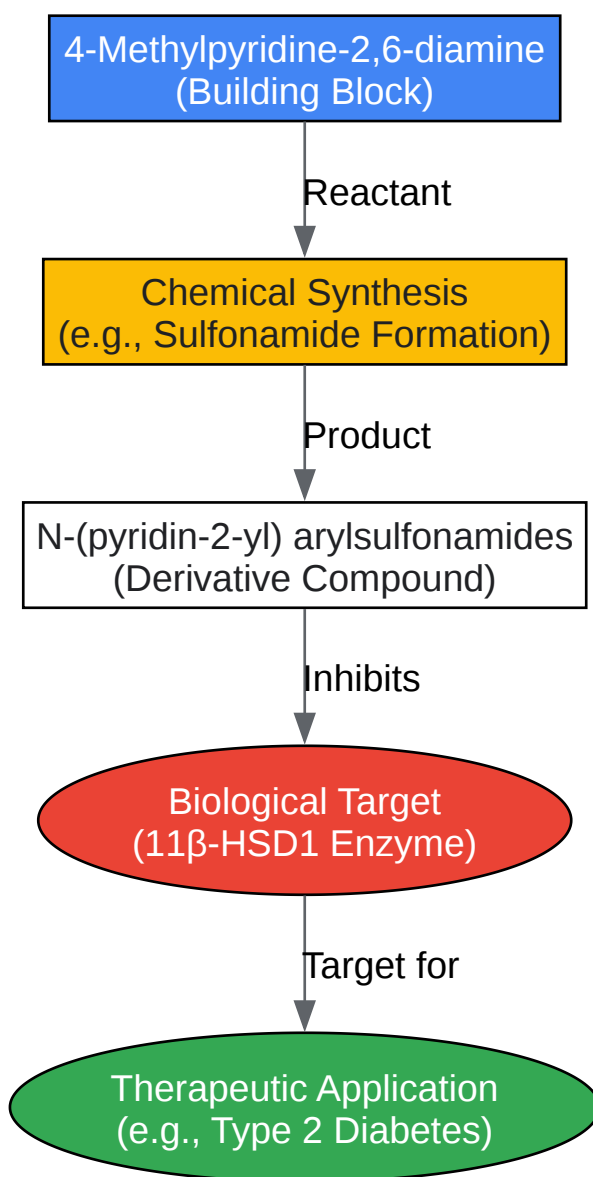 4-Methylpyridine-2,6-diamine
(Building Block)
Reactant
Chemical Synthesis
(e.g., Sulfonamide Formation)
Product
N-(pyridin-2-yl) arylsulfonamides
(Derivative Compound)
Inhibits
Biological Target
(11β-HSD1 Enzyme)
Target for
Therapeutic Application
(e.g., Type 2 Diabetes)